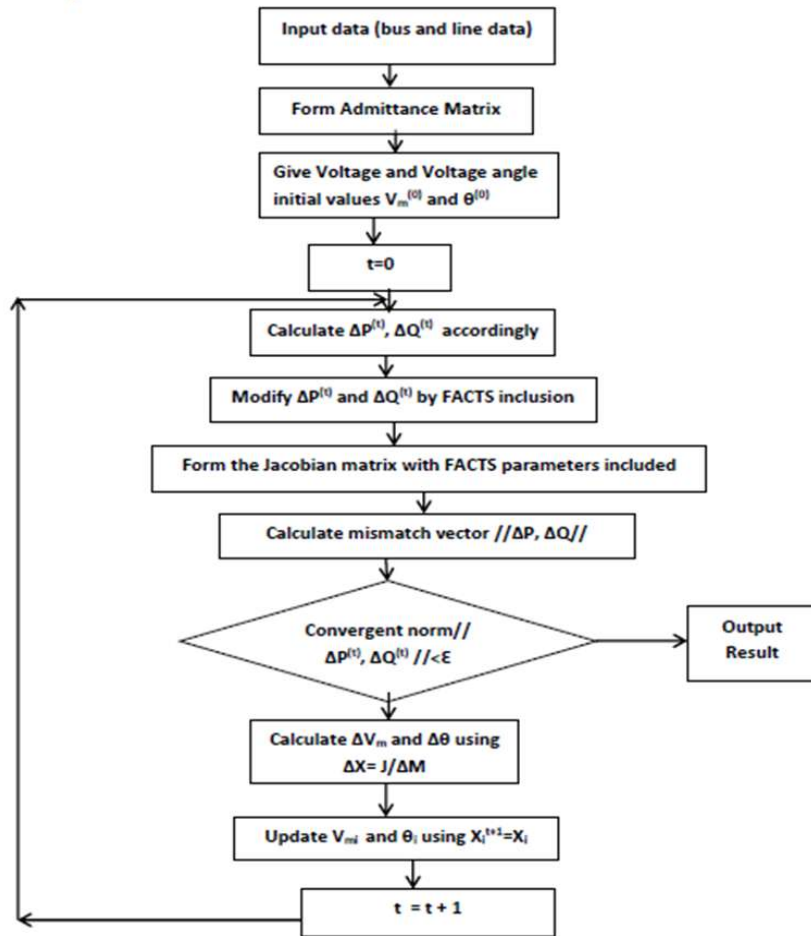 Input data (bus and line data)
Form Admittance Matrix
Give Voltage and Voltage angle
initial values Vₘ⁽⁰⁾ and θ⁽⁰⁾
t=0
Calculate ΔP⁽ᵗ⁾, ΔQ⁽ᵗ⁾ accordingly
Modify ΔP⁽ᵗ⁾ and ΔQ⁽ᵗ⁾ by FACTS inclusion
Form the Jacobian matrix with FACTS parameters included
Calculate mismatch vector //ΔP, ΔQ//
Convergent norm//
ΔP⁽ᵗ⁾, ΔQ⁽ᵗ⁾ //<Ɛ
Output
Result
Calculate ΔVₘ and Δθ using
ΔX= J/ΔM
Update Vₘᵢ and θᵢ using Xᵢᵗ⁺¹=Xᵢ
t = t + 1